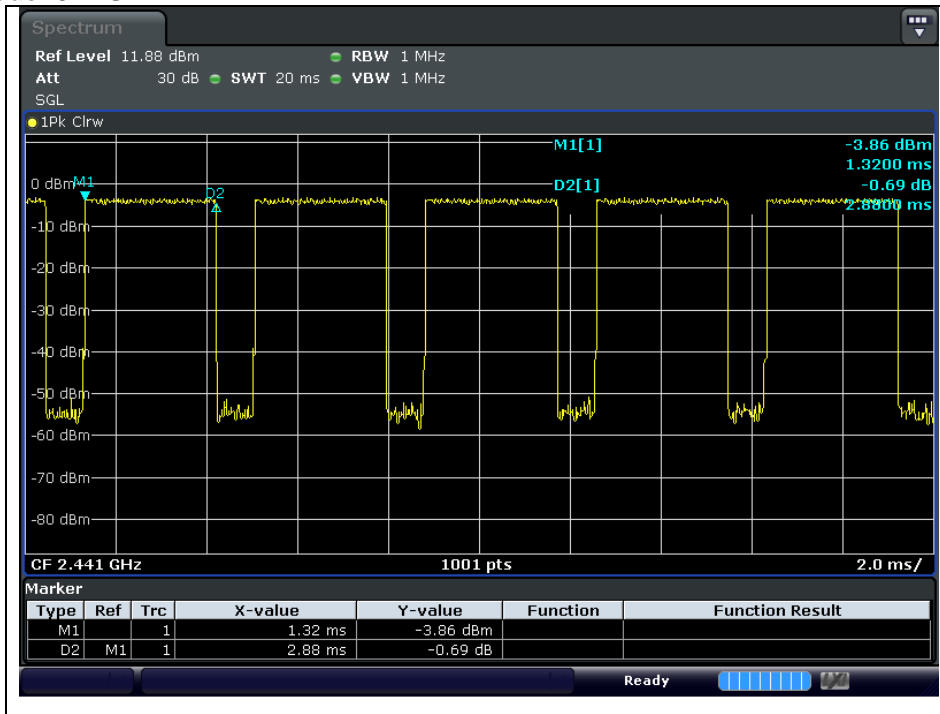 Spectrum
Ref Level 11.88 dBm RBW 1 MHz
Att 30 dB SWT 20 ms VBW 1 MHz
SGL
1Pk Clrw
M1[1] -3.86 dBm
1.3200 ms
0 dBm M1 D2 D2[1] -0.69 dB
2.8800 ms
-10 dBm
-20 dBm
-30 dBm
-40 dBm
-50 dBm
-60 dBm
-70 dBm
-80 dBm
CF 2.441 GHz 1001 pts 2.0 ms/
Marker
Type Ref Trc X-value Y-value Function Function Result
M1 1 1.32 ms -3.86 dBm
D2 M1 1 2.88 ms -0.69 dB
Ready